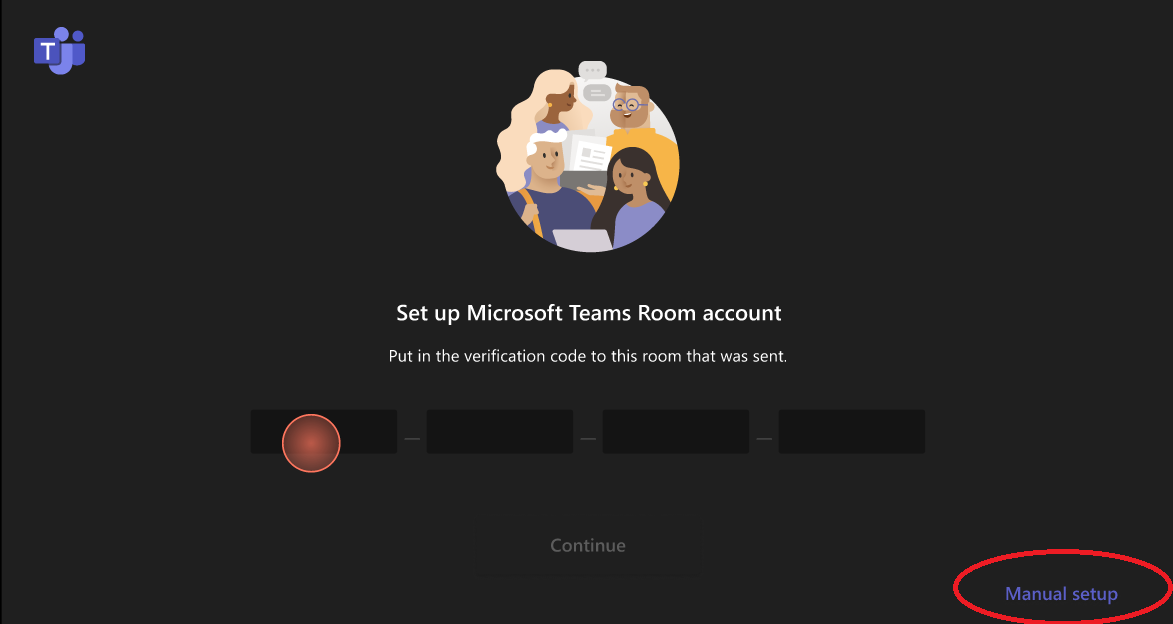 T
Set up Microsoft Teams Room account
Put in the verification code to this room that was sent.
Continue
Manual setup